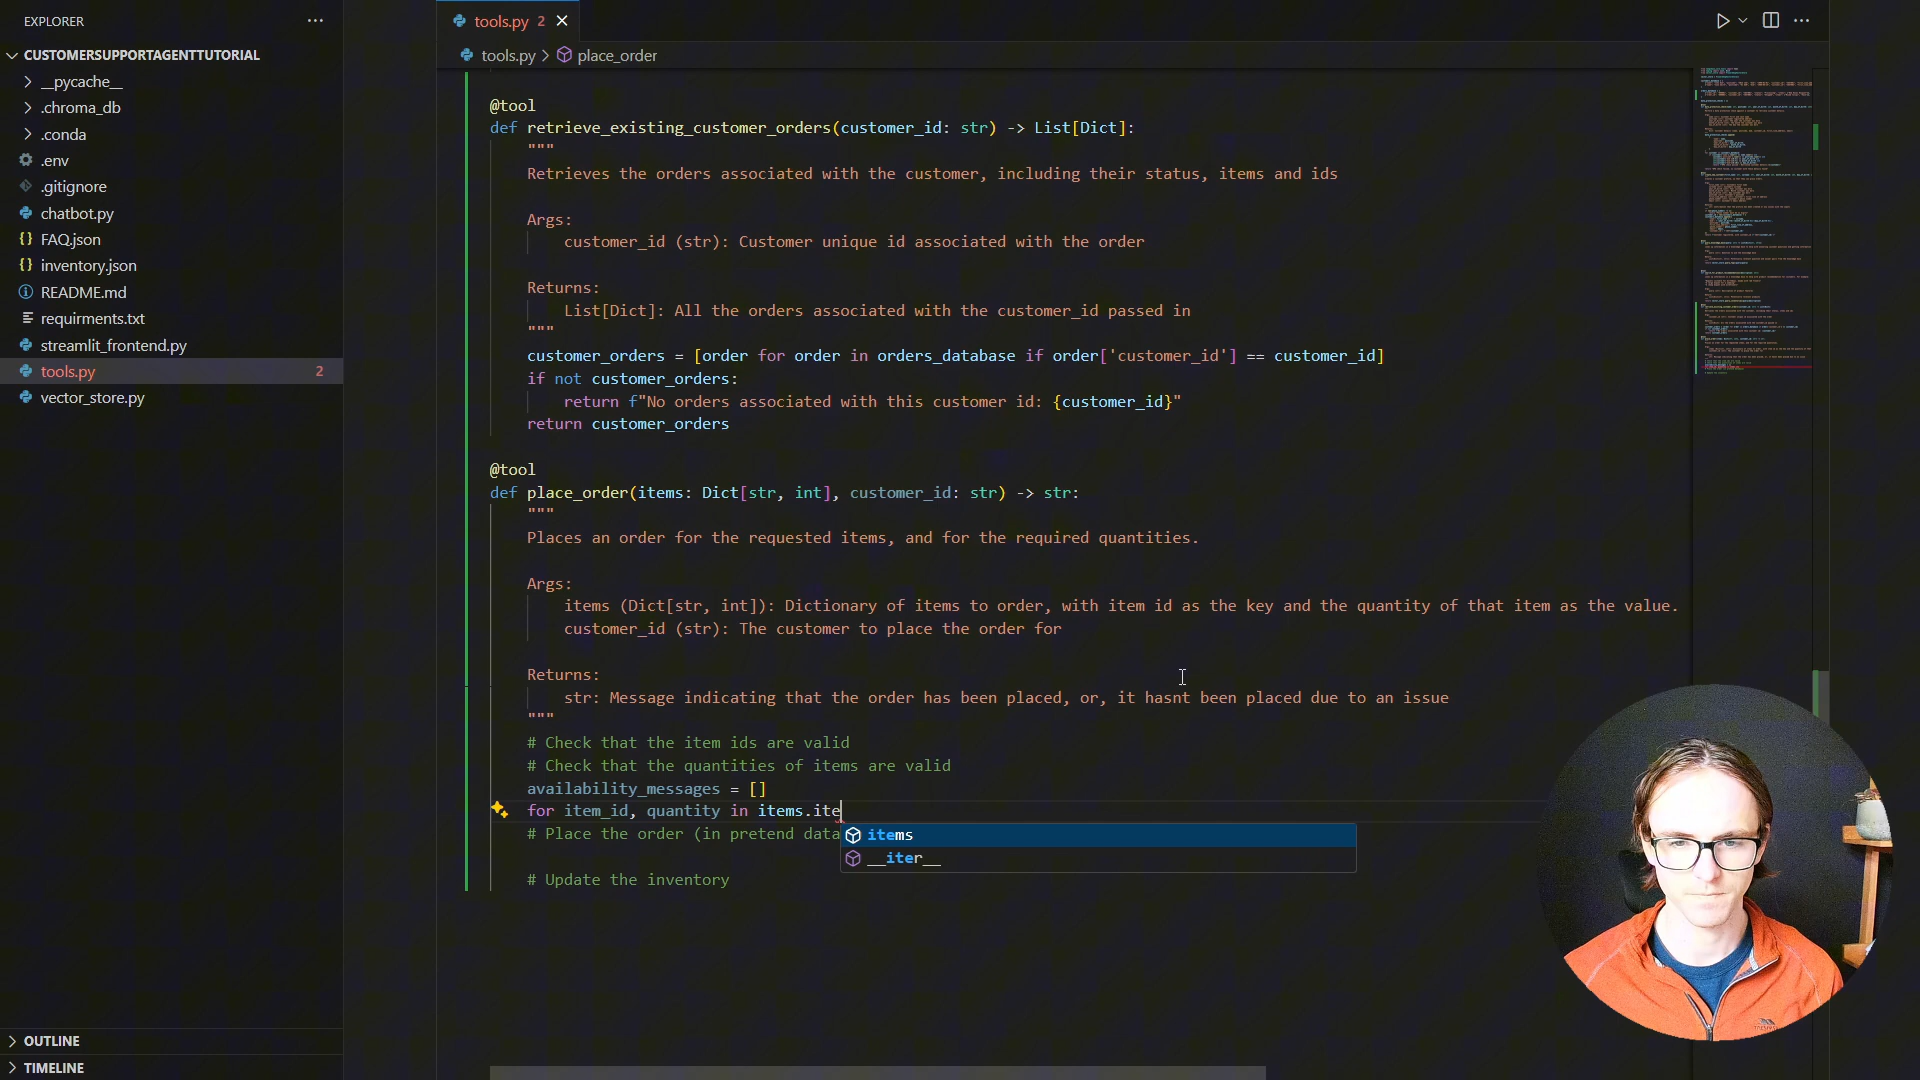 EXPLORER
CUSTOMERSUPPORTAGENTTUTORIAL
__pycache__
.chroma_db
.conda
.env
.gitignore
chatbot.py
FAQ.json
inventory.json
README.md
requirments.txt
streamlit_frontend.py
tools.py 2
vector_store.py
OUTLINE
TIMELINE
tools.py 2
tools.py > place_order
@tool
def retrieve_existing_customer_orders(customer_id: str) -> List[Dict]:
"""
Retrieves the orders associated with the customer, including their status, items and ids
Args:
customer_id (str): Customer unique id associated with the order
Returns:
List[Dict]: All the orders associated with the customer_id passed in
"""
customer_orders = [order for order in orders_database if order['customer_id'] == customer_id]
if not customer_orders:
return f"No orders associated with this customer id: {customer_id}"
return customer_orders
@tool
def place_order(items: Dict[str, int], customer_id: str) -> str:
"""
Places an order for the requested items, and for the required quantities.
Args:
items (Dict[str, int]): Dictionary of items to order, with item id as the key and the quantity of that item as the value.
customer_id (str): The customer to place the order for
Returns:
str: Message indicating that the order has been placed, or, it hasnt been placed due to an issue
"""
# Check that the item ids are valid
# Check that the quantities of items are valid
availability_messages = []
for item_id, quantity in items.ite
# Place the order (in pretend data
items
__iter__
# Update the inventory